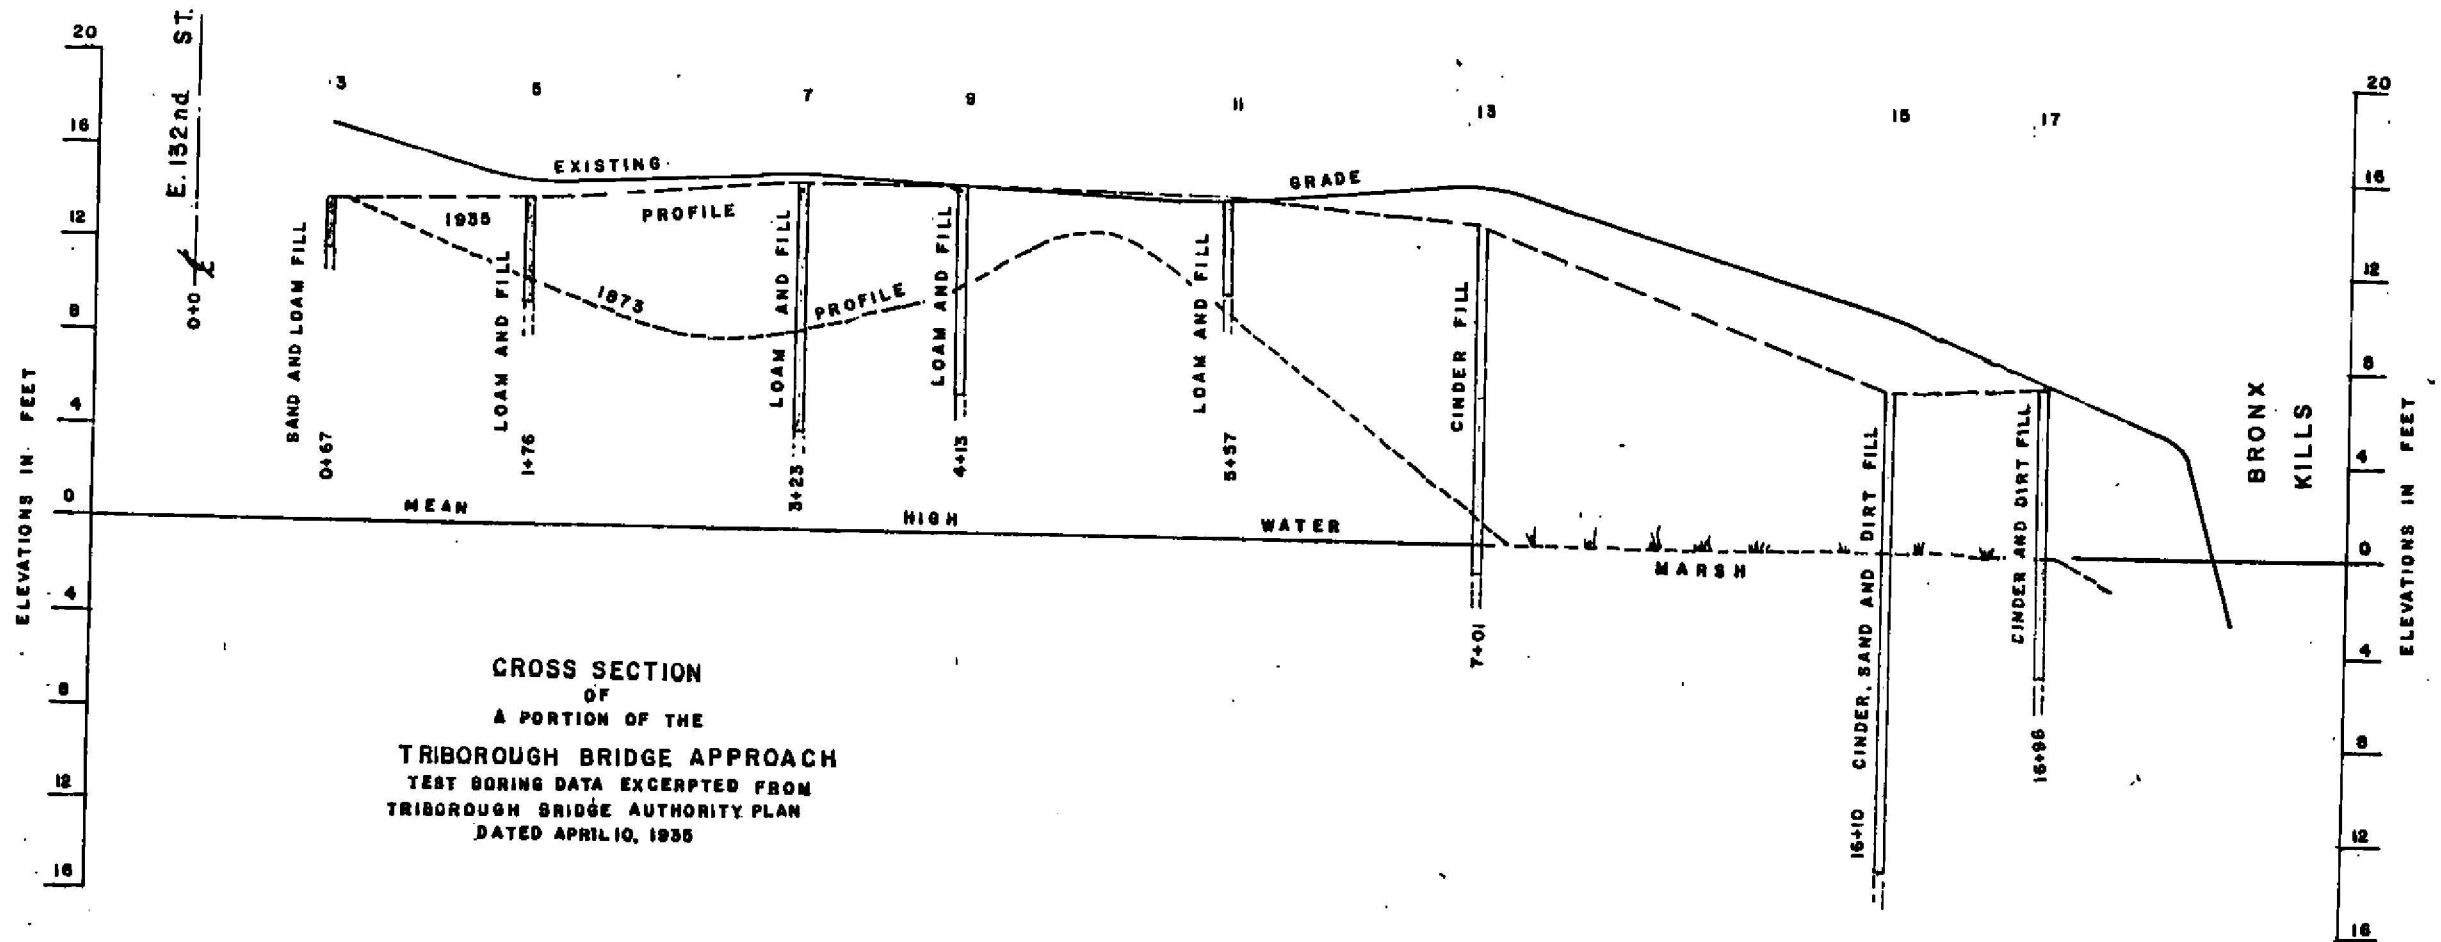 E. 132nd ST.
0+0
20
16
12
8
4
0
4
8
12
16
ELEVATIONS IN FEET
3
5
7
9
11
13
15
17
EXISTING GRADE
1935 PROFILE
1873 PROFILE
SAND AND LOAM FILL
0+67
LOAM AND FILL
1+76
LOAM AND FILL
3+23
LOAM AND FILL
4+13
LOAM AND FILL
5+57
CINDER FILL
7+01
CINDER, SAND AND DIRT FILL
16+10
CINDER AND DIRT FILL
16+96
MEAN HIGH WATER
MARSH
BRONX
KILLS
20
16
12
8
4
0
4
8
12
16
ELEVATIONS IN FEET
CROSS SECTION
OF
A PORTION OF THE
TRIBOROUGH BRIDGE APPROACH
TEST BORING DATA EXCERPTED FROM
TRIBOROUGH BRIDGE AUTHORITY PLAN
DATED APRIL 10, 1935